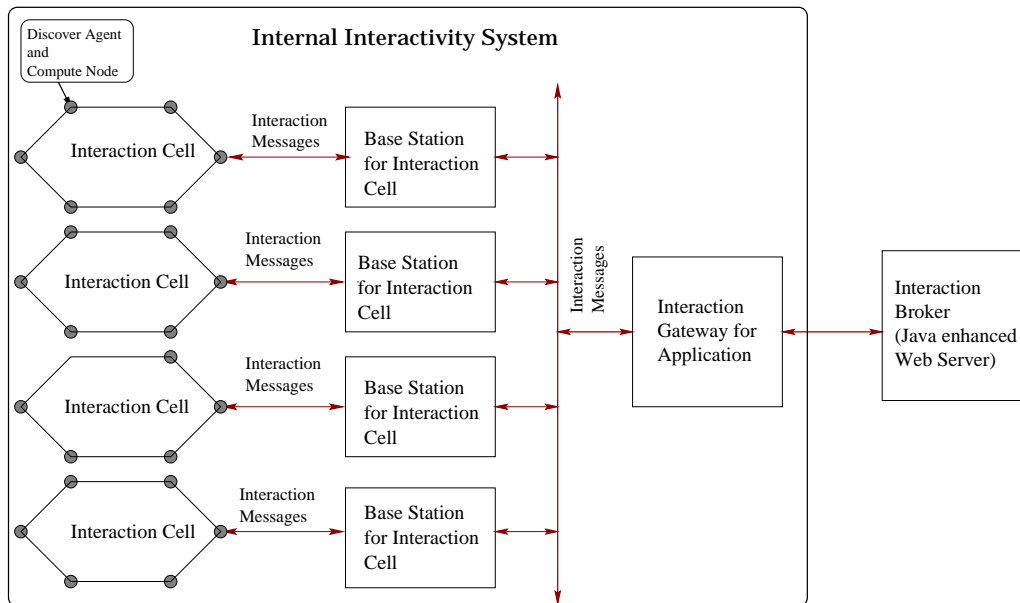 Discover Agent
and
Compute Node
Internal Interactivity System
Interaction Cell
Interaction
Messages
Base Station
for Interaction
Cell
Interaction Cell
Interaction
Messages
Base Station
for Interaction
Cell
Interaction Cell
Interaction
Messages
Base Station
for Interaction
Cell
Interaction Cell
Interaction
Messages
Base Station
for Interaction
Cell
Interaction
Messages
Interaction
Gateway for
Application
Interaction
Broker
(Java enhanced
Web Server)